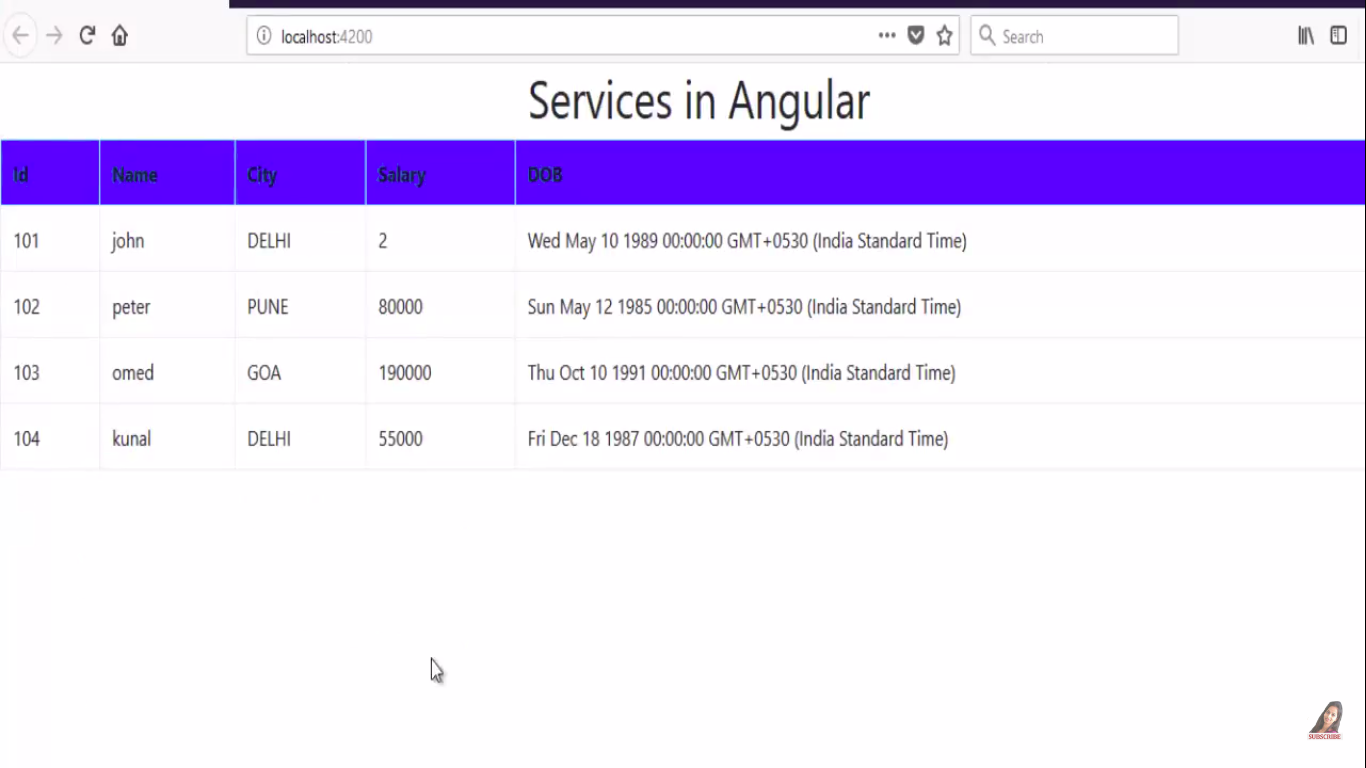 localhost:4200
Search
Services in Angular
Id Name City Salary DOB
101 john DELHI 2 Wed May 10 1989 00:00:00 GMT+0530 (India Standard Time)
102 peter PUNE 80000 Sun May 12 1985 00:00:00 GMT+0530 (India Standard Time)
103 omed GOA 190000 Thu Oct 10 1991 00:00:00 GMT+0530 (India Standard Time)
104 kunal DELHI 55000 Fri Dec 18 1987 00:00:00 GMT+0530 (India Standard Time)
SUBSCRIBE